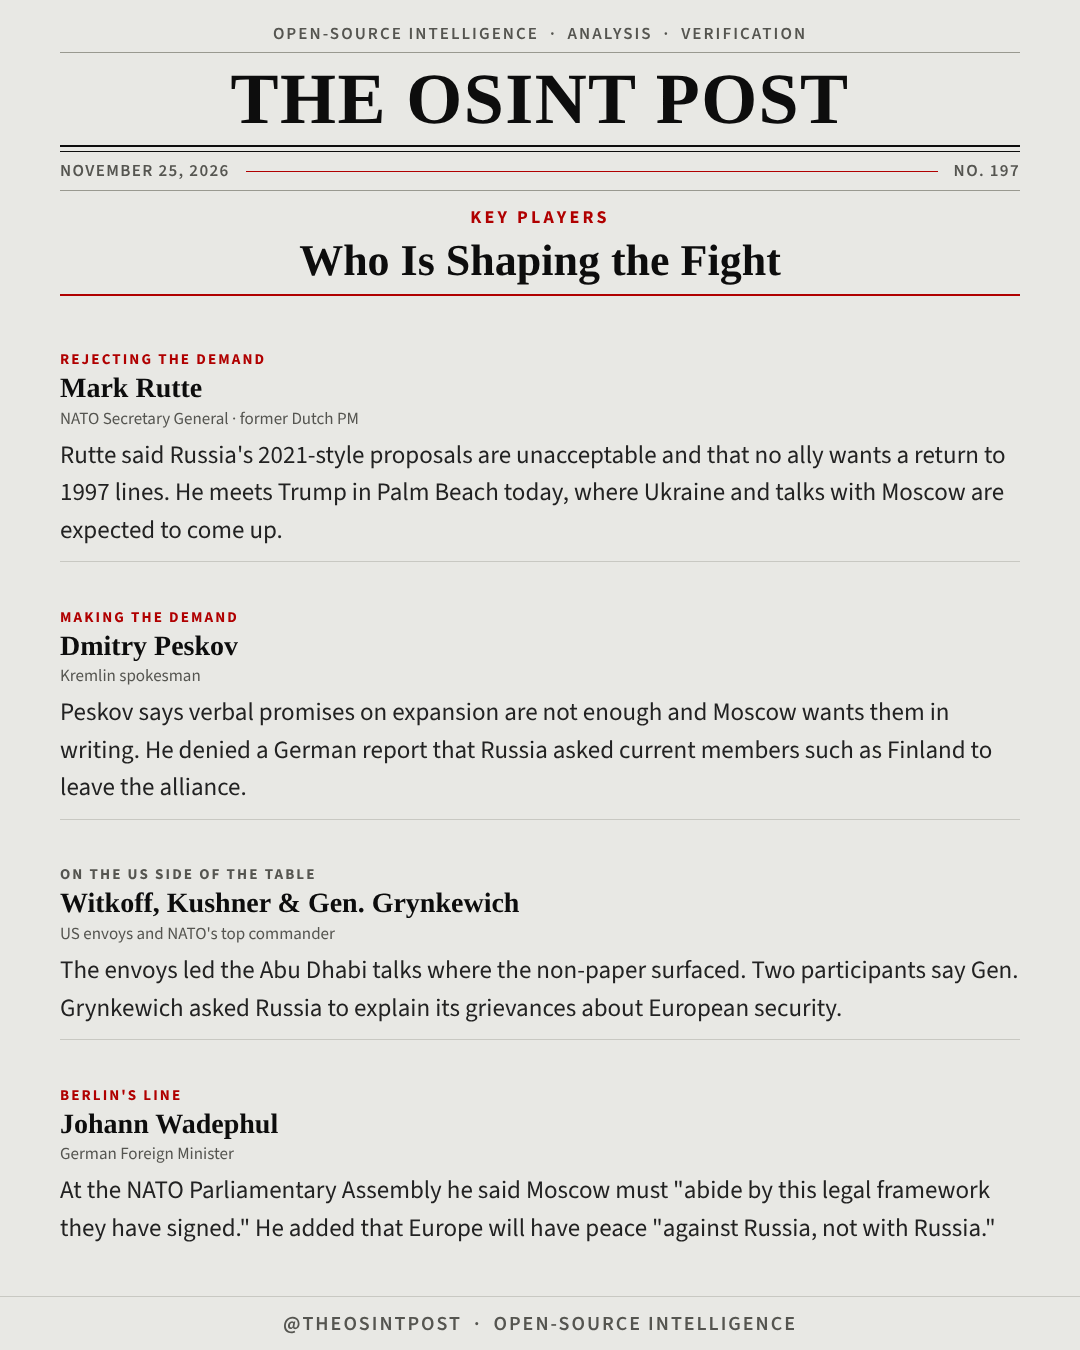 OPEN-SOURCE INTELLIGENCE · ANALYSIS · VERIFICATION
THE OSINT POST
NOVEMBER 25, 2026
NO. 197
KEY PLAYERS
Who Is Shaping the Fight
REJECTING THE DEMAND
Mark Rutte
NATO Secretary General · former Dutch PM
Rutte said Russia's 2021-style proposals are unacceptable and that no ally wants a return to
1997 lines. He meets Trump in Palm Beach today, where Ukraine and talks with Moscow are
expected to come up.
MAKING THE DEMAND
Dmitry Peskov
Kremlin spokesman
Peskov says verbal promises on expansion are not enough and Moscow wants them in
writing. He denied a German report that Russia asked current members such as Finland to
leave the alliance.
ON THE US SIDE OF THE TABLE
Witkoff, Kushner & Gen. Grynkewich
US envoys and NATO's top commander
The envoys led the Abu Dhabi talks where the non-paper surfaced. Two participants say Gen.
Grynkewich asked Russia to explain its grievances about European security.
BERLIN'S LINE
Johann Wadephul
German Foreign Minister
At the NATO Parliamentary Assembly he said Moscow must "abide by this legal framework
they have signed." He added that Europe will have peace "against Russia, not with Russia."
@THEOSINTPOST · OPEN-SOURCE INTELLIGENCE